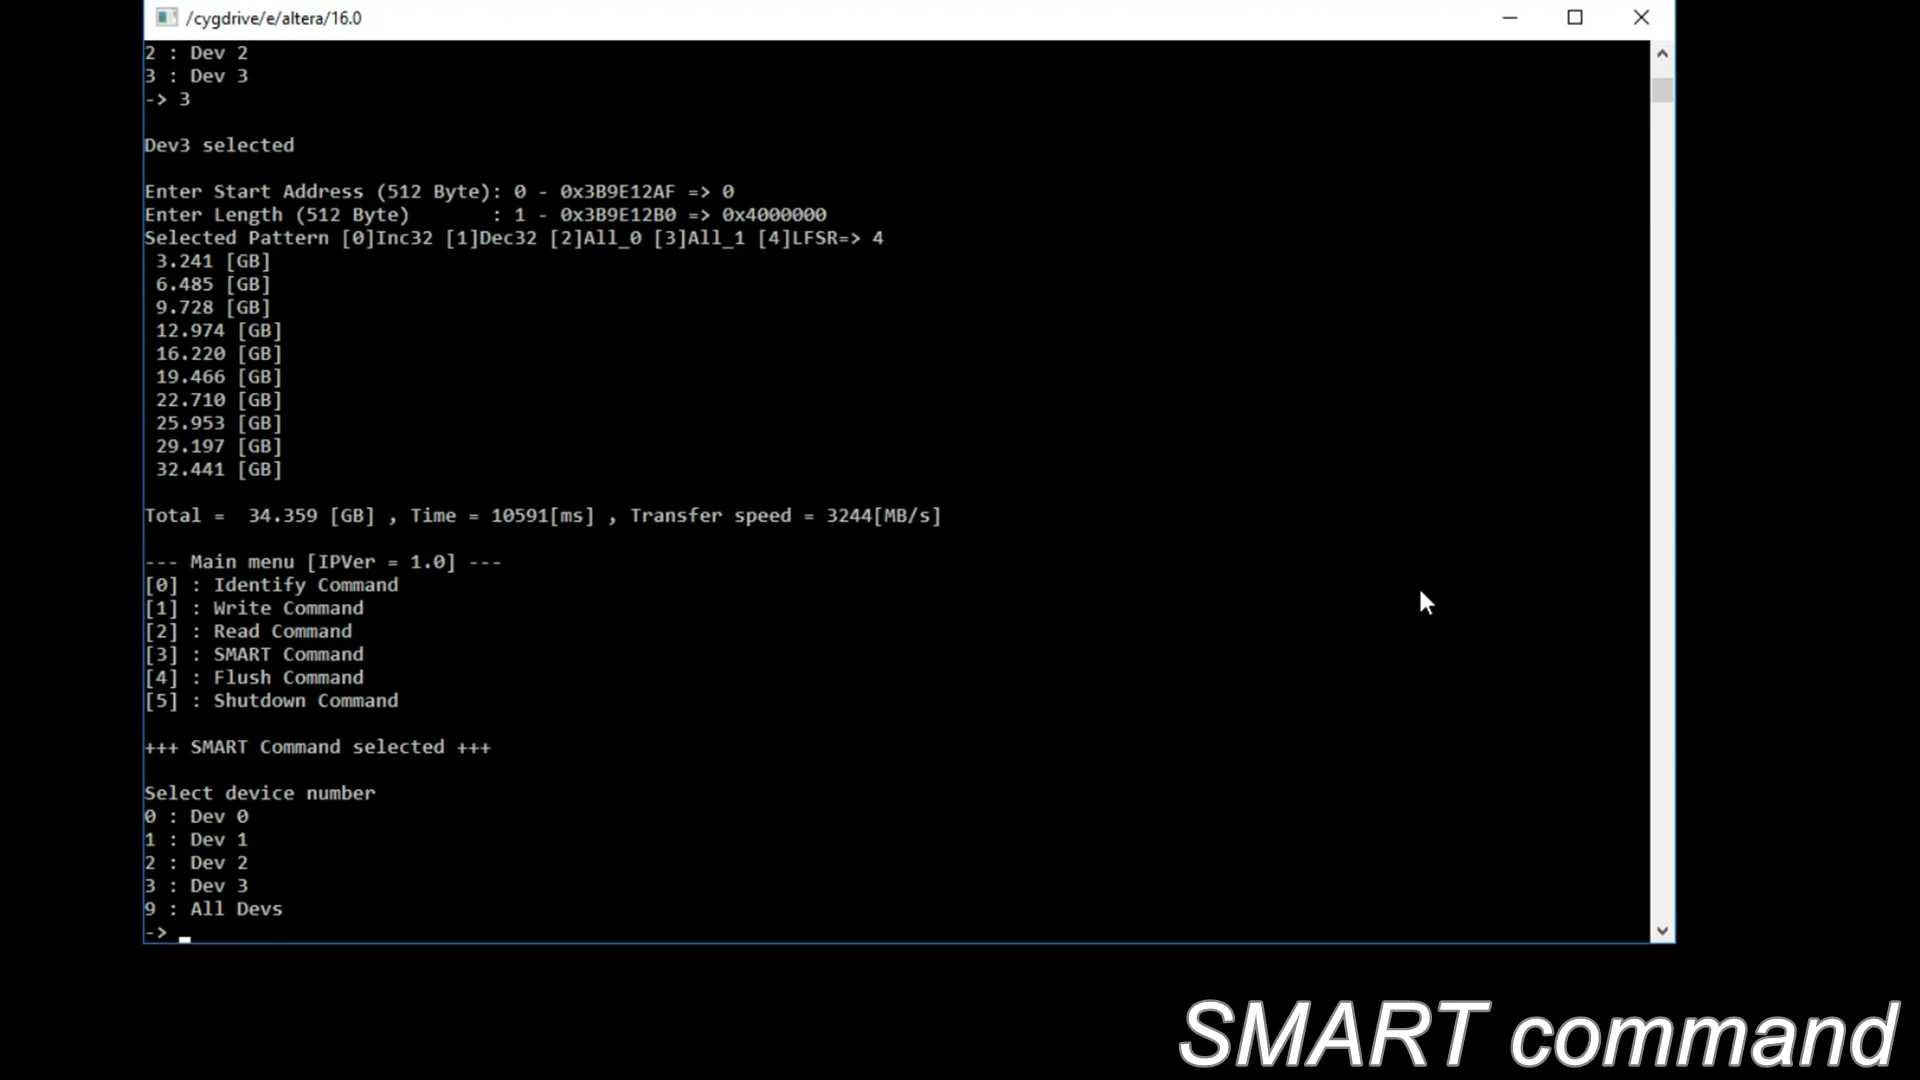 /cygdrive/e/altera/16.0
2 : Dev 2
3 : Dev 3
-> 3
Dev3 selected
Enter Start Address (512 Byte): 0 - 0x3B9E12AF => 0
Enter Length (512 Byte)       : 1 - 0x3B9E12B0 => 0x4000000
Selected Pattern [0]Inc32 [1]Dec32 [2]All_0 [3]All_1 [4]LFSR=> 4
3.241 [GB]
6.485 [GB]
9.728 [GB]
12.974 [GB]
16.220 [GB]
19.466 [GB]
22.710 [GB]
25.953 [GB]
29.197 [GB]
32.441 [GB]
Total =  34.359 [GB] , Time = 10591[ms] , Transfer speed = 3244[MB/s]
--- Main menu [IPVer = 1.0] ---
[0] : Identify Command
[1] : Write Command
[2] : Read Command
[3] : SMART Command
[4] : Flush Command
[5] : Shutdown Command
+++ SMART Command selected +++
Select device number
0 : Dev 0
1 : Dev 1
2 : Dev 2
3 : Dev 3
9 : All Devs
->
SMART command